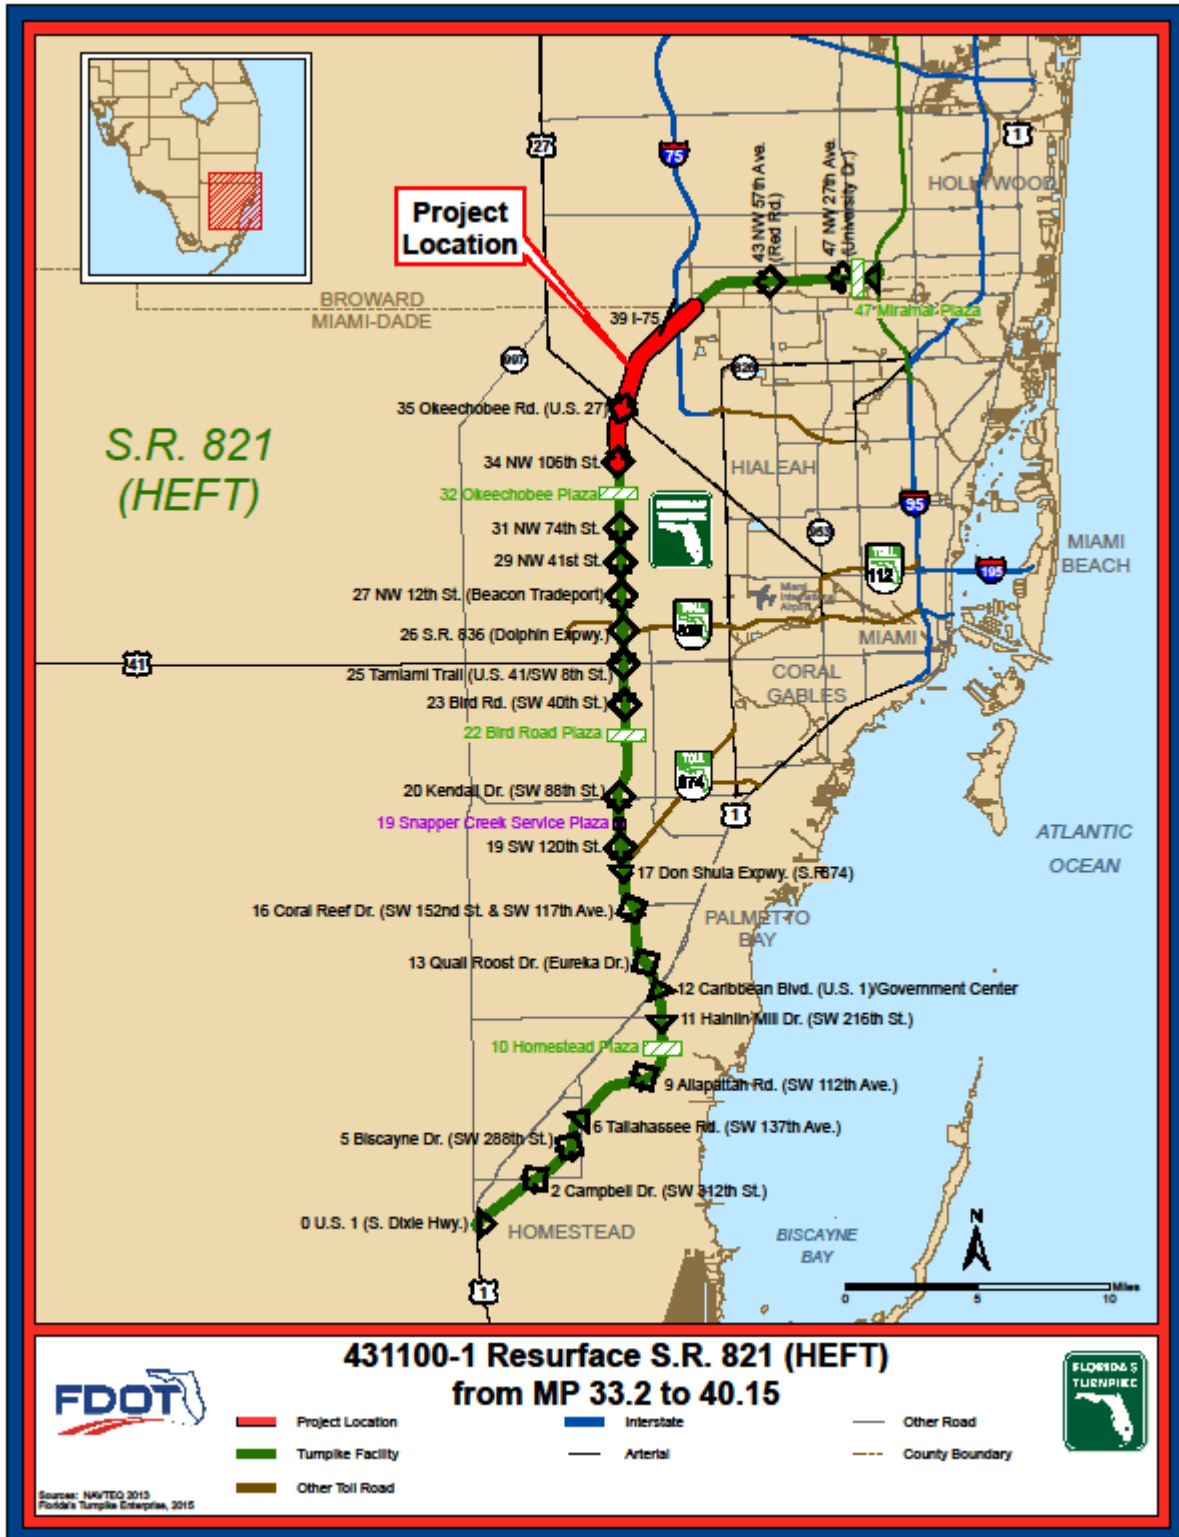 27
75
1
HOLLYWOOD
43 NW 57th Ave.
(Red Rd.)
47 NW 27th Ave.
(University Dr.)
Project
Location
BROWARD
MIAMI-DADE
47 Miramar Plaza
39 I-75
997
826
35 Okeechobee Rd. (U.S. 27)
S.R. 821
(HEFT)
34 NW 106th St.
HIALEAH
32 Okeechobee Plaza
95
31 NW 74th St.
953
MIAMI
BEACH
29 NW 41st St.
TOLL
112
195
27 NW 12th St. (Beacon Tradeport)
Miami
International
Airport
TOLL
26 S.R. 836 (Dolphin Expwy.)
MIAMI
41
25 Tamiami Trail (U.S. 41/SW 8th St.)
CORAL
GABLES
23 Bird Rd. (SW 40th St.)
22 Bird Road Plaza
TOLL
874
20 Kendall Dr. (SW 88th St.)
1
19 Snapper Creek Service Plaza
ATLANTIC
OCEAN
19 SW 120th St.
17 Don Shula Expwy. (S.R874)
16 Coral Reef Dr. (SW 152nd St. & SW 117th Ave.)
PALMETTO
BAY
13 Quail Roost Dr. (Eureka Dr.)
12 Caribbean Blvd. (U.S. 1)/Government Center
11 Hainlin Mill Dr. (SW 216th St.)
10 Homestead Plaza
9 Allapattah Rd. (SW 112th Ave.)
6 Tallahassee Rd. (SW 137th Ave.)
5 Biscayne Dr. (SW 288th St.)
2 Campbell Dr. (SW 312th St.)
0 U.S. 1 (S. Dixie Hwy.)
HOMESTEAD
BISCAYNE
BAY
N
1
Miles
0 5 10
431100-1 Resurface S.R. 821 (HEFT)
from MP 33.2 to 40.15
FDOT
FLORIDA'S
TURNPIKE
Project Location
Interstate
Other Road
Turnpike Facility
Arterial
County Boundary
Other Toll Road
Sources: NAVTEQ 2013
Florida's Turnpike Enterprise, 2015